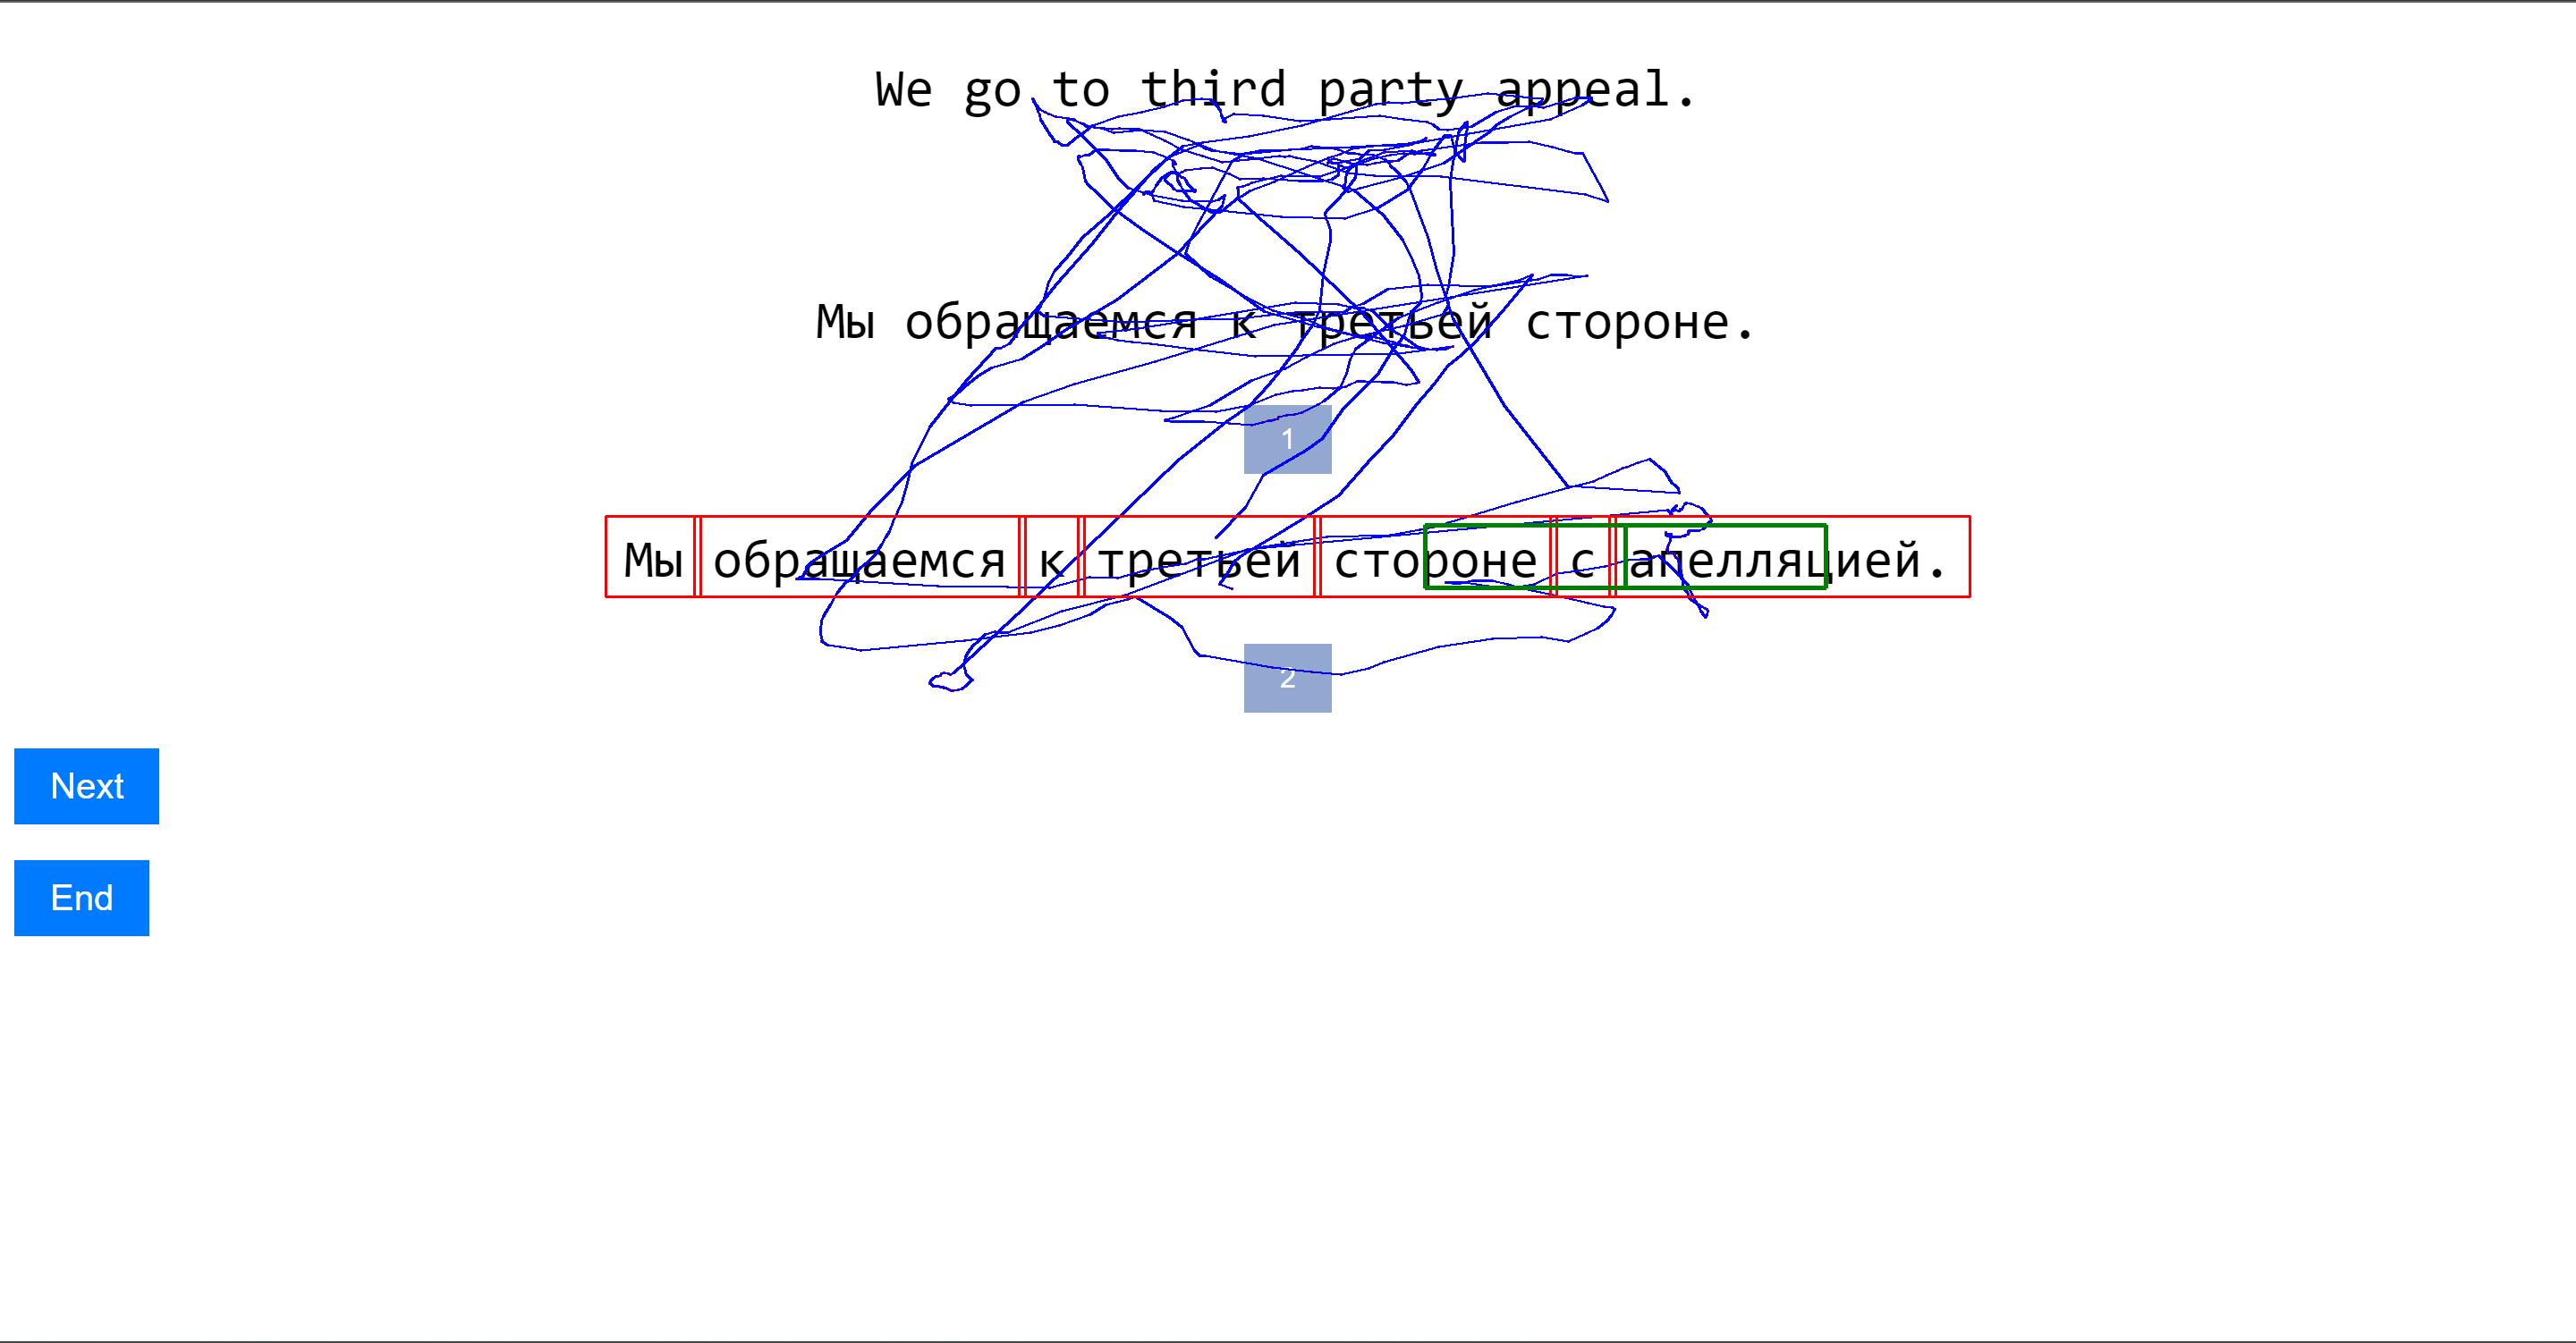 We go to third party appeal.
Мы обращаемся к третьей стороне.
1
Мы обращаемся к третьей стороне с апелляцией.
2
Next
End